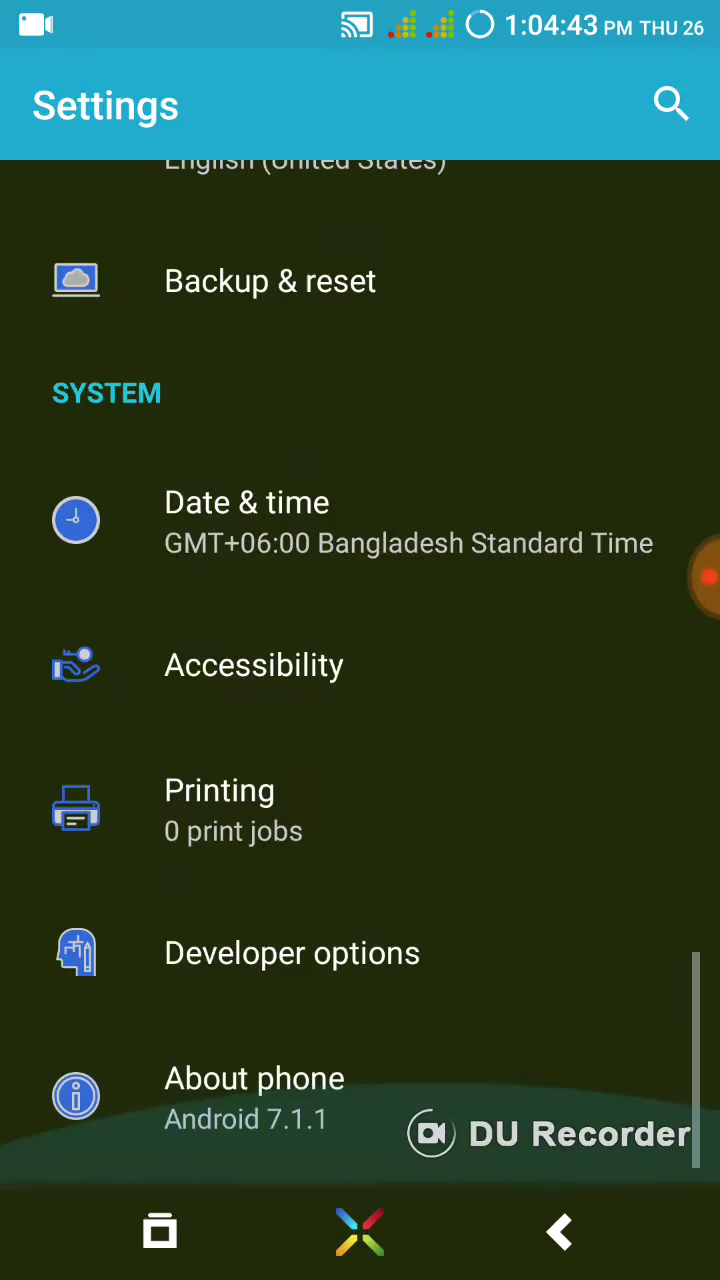 1:04:43 PM THU 26
Settings
English (United States)
Backup & reset
SYSTEM
Date & time
GMT+06:00 Bangladesh Standard Time
Accessibility
Printing
0 print jobs
Developer options
About phone
Android 7.1.1
DU Recorder